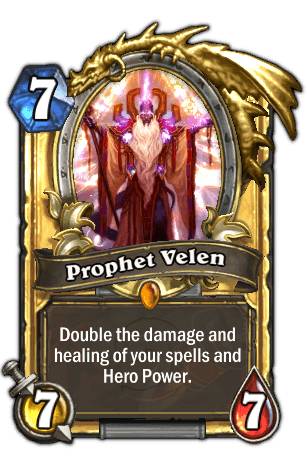 7
Prophet Velen
Double the damage and
healing of your spells and
Hero Power.
7
7